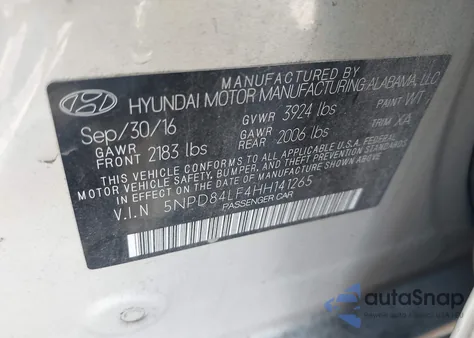 MANUFACTURED BY
HYUNDAI MOTOR MANUFACTURING ALABAMA, LLC
Sep/30/16 GVWR 3924 lbs PAINT WT
GAWR FRONT 2183 lbs GAWR REAR 2006 lbs TRIM XA
THIS VEHICLE CONFORMS TO ALL APPLICABLE U.S.A. FEDERAL
MOTOR VEHICLE SAFETY, BUMPER, AND THEFT PREVENTION STANDARDS
IN EFFECT ON THE DATE OF MANUFACTURE SHOWN ABOVE.
V.I.N 5NPD84LF4HH141265
PASSENGER CAR
autoSnap